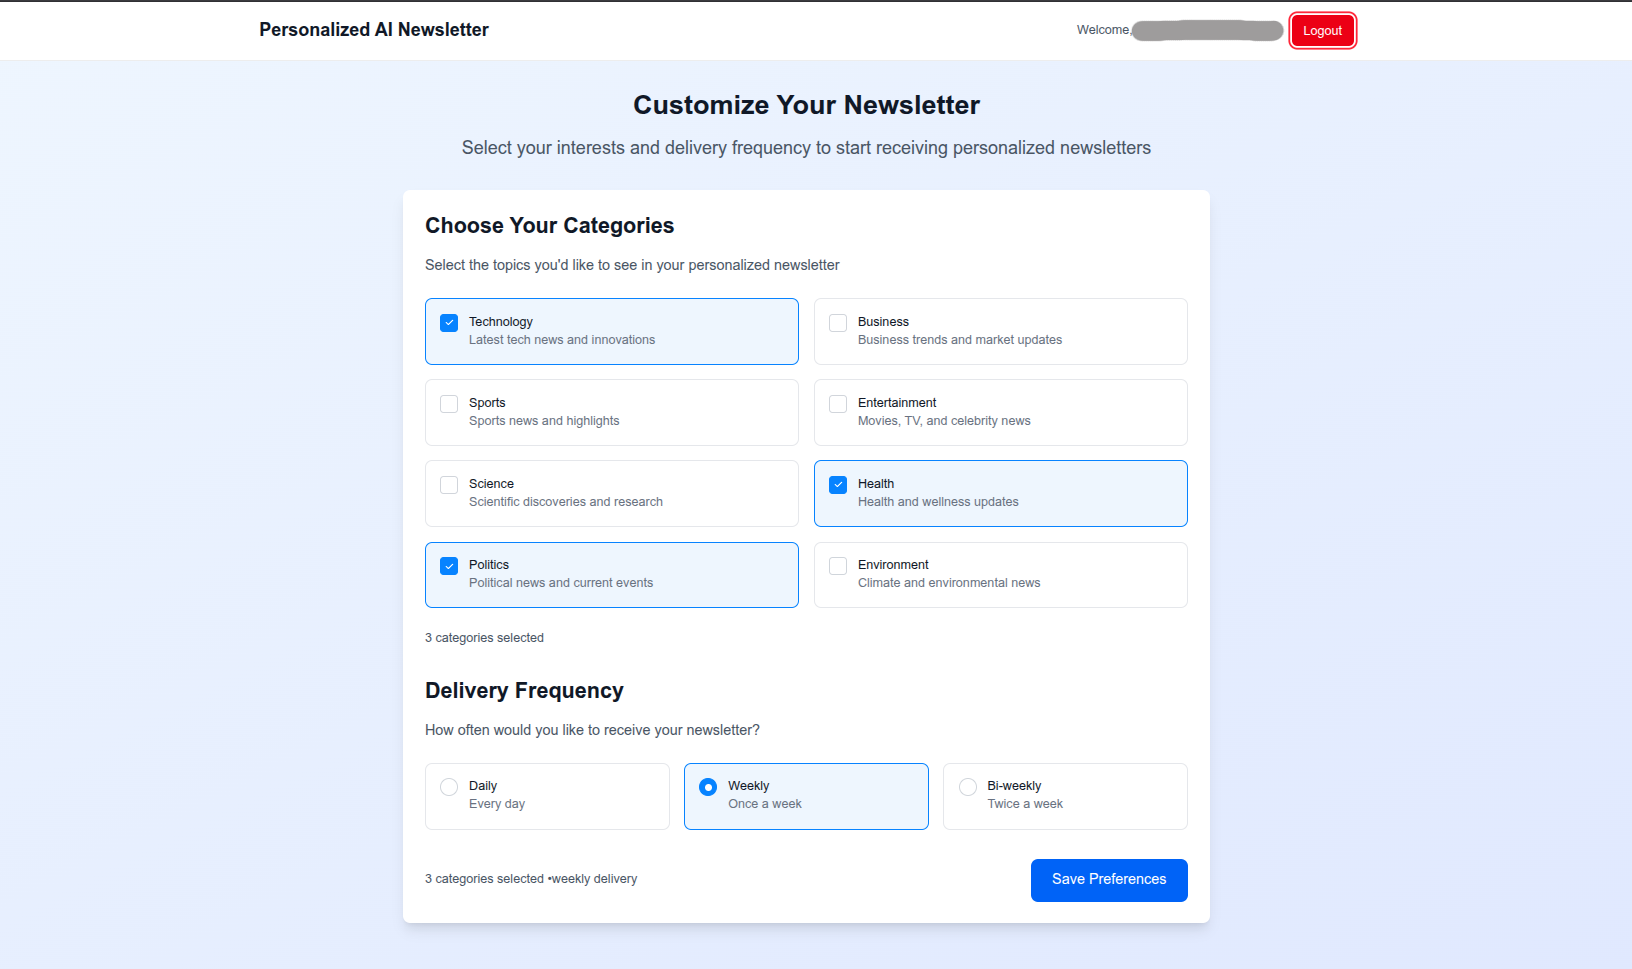 Personalized AI Newsletter
Welcome,
Logout
Customize Your Newsletter
Select your interests and delivery frequency to start receiving personalized newsletters
Choose Your Categories
Select the topics you'd like to see in your personalized newsletter
Technology
Latest tech news and innovations
Business
Business trends and market updates
Sports
Sports news and highlights
Entertainment
Movies, TV, and celebrity news
Science
Scientific discoveries and research
Health
Health and wellness updates
Politics
Political news and current events
Environment
Climate and environmental news
3 categories selected
Delivery Frequency
How often would you like to receive your newsletter?
Daily
Every day
Weekly
Once a week
Bi-weekly
Twice a week
3 categories selected •weekly delivery
Save Preferences